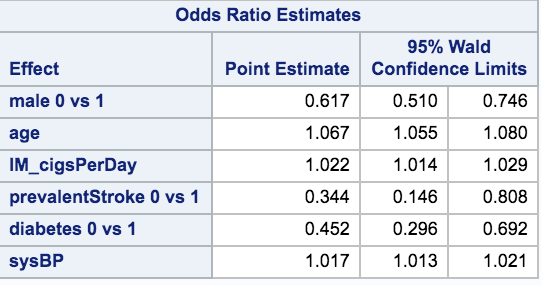 Odds Ratio Estimates
95% Wald
Effect Point Estimate Confidence Limits
male 0 vs 1 0.617 0.510 0.746
age 1.067 1.055 1.080
IM_cigsPerDay 1.022 1.014 1.029
prevalentStroke 0 vs 1 0.344 0.146 0.808
diabetes 0 vs 1 0.452 0.296 0.692
sysBP 1.017 1.013 1.021